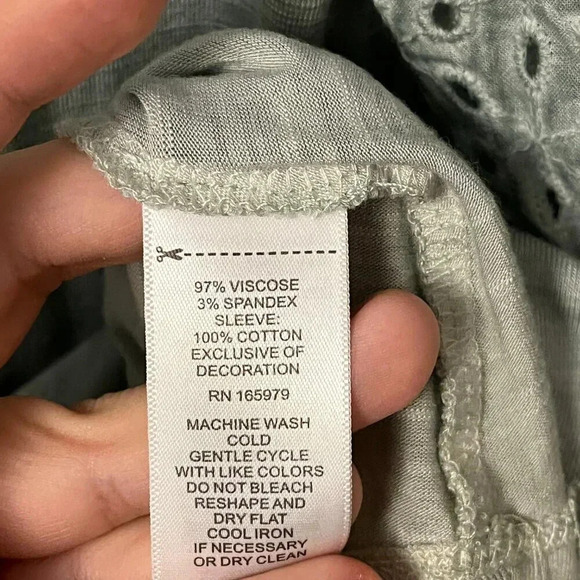 97% VISCOSE
3% SPANDEX
SLEEVE:
100% COTTON
EXCLUSIVE OF
DECORATION
RN 165979
MACHINE WASH
COLD
GENTLE CYCLE
WITH LIKE COLORS
DO NOT BLEACH
RESHAPE AND
DRY FLAT
COOL IRON
IF NECESSARY
OR DRY CLEAN